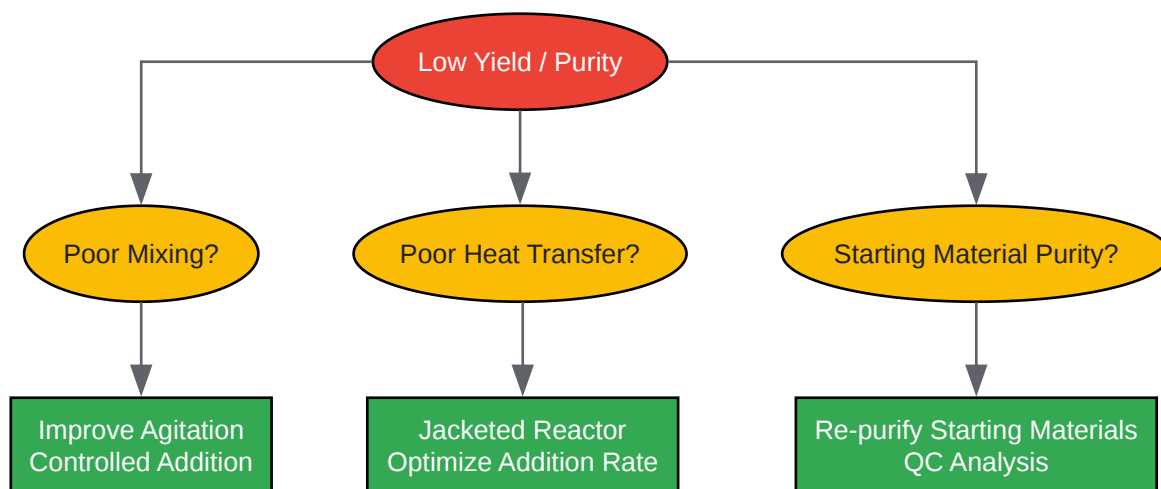 Low Yield / Purity
Poor Mixing?
Poor Heat Transfer?
Starting Material Purity?
Improve Agitation
Controlled Addition
Jacketed Reactor
Optimize Addition Rate
Re-purify Starting Materials
QC Analysis